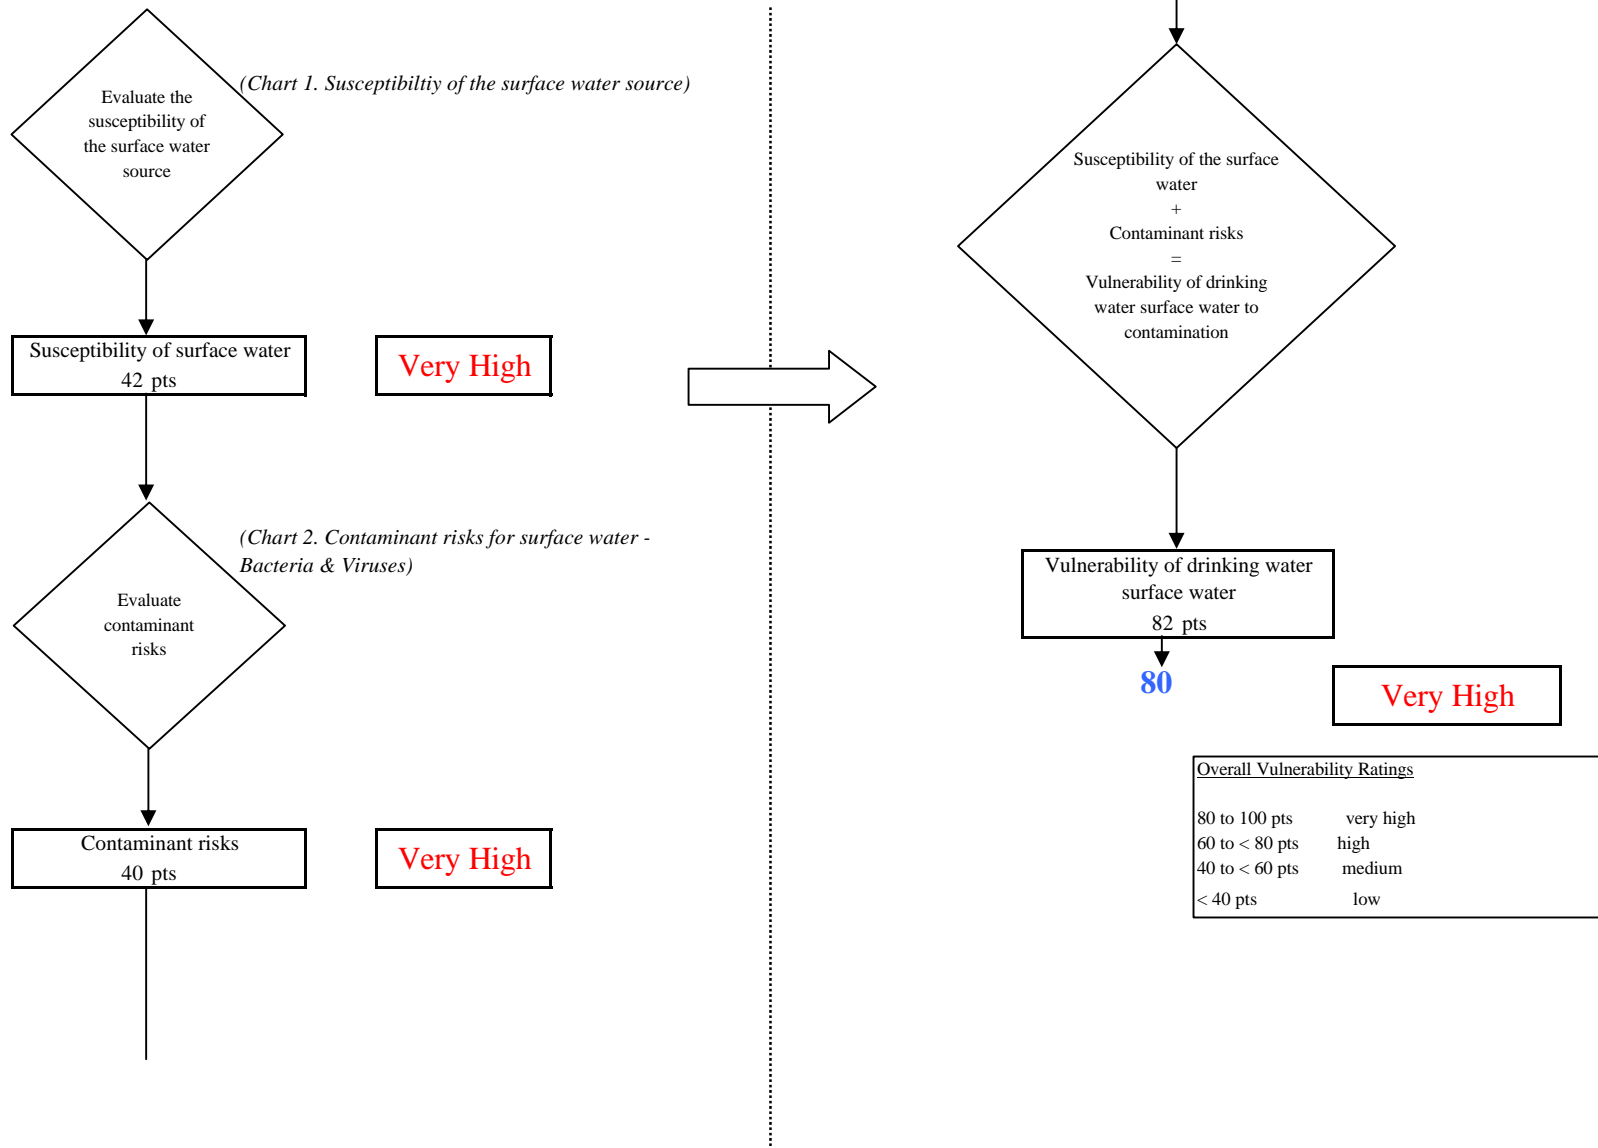 Evaluate the
susceptibility of
the surface water
source
(Chart 1. Susceptibiltiy of the surface water source)
Susceptibility of surface water
42 pts
Very High
(Chart 2. Contaminant risks for surface water -
Bacteria & Viruses)
Evaluate
contaminant
risks
Contaminant risks
40 pts
Very High
Susceptibility of the surface
water
+
Contaminant risks
=
Vulnerability of drinking
water surface water to
contamination
Vulnerability of drinking water
surface water
82 pts
80
Very High
Overall Vulnerability Ratings
80 to 100 pts very high
60 to < 80 pts high
40 to < 60 pts medium
< 40 pts low